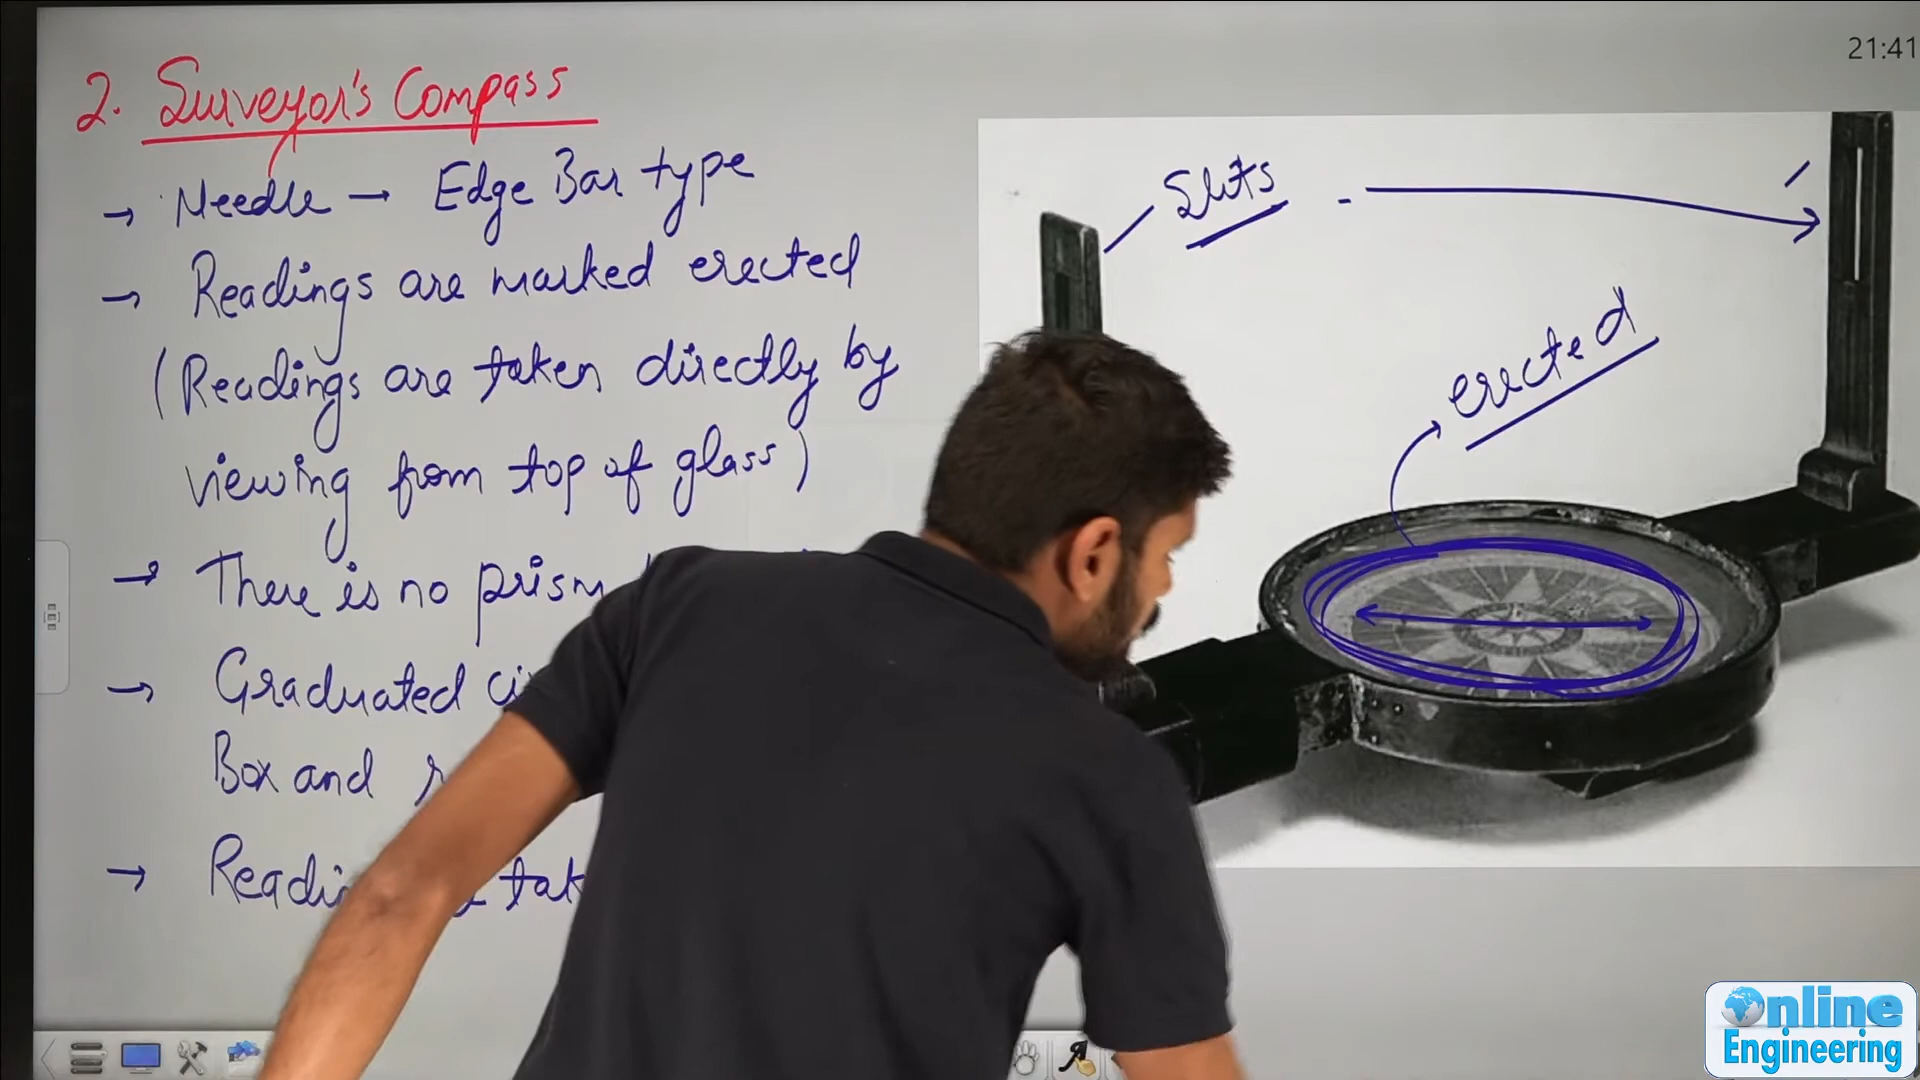 21:41
2. Surveyor's Compass
→ Needle → Edge Bar type
→ Readings are marked erected
(Readings are taken directly by
viewing from top of glass)
→ There is no prism
→ Graduated
Box and
→ tak
Slits
erected
Online
Engineering